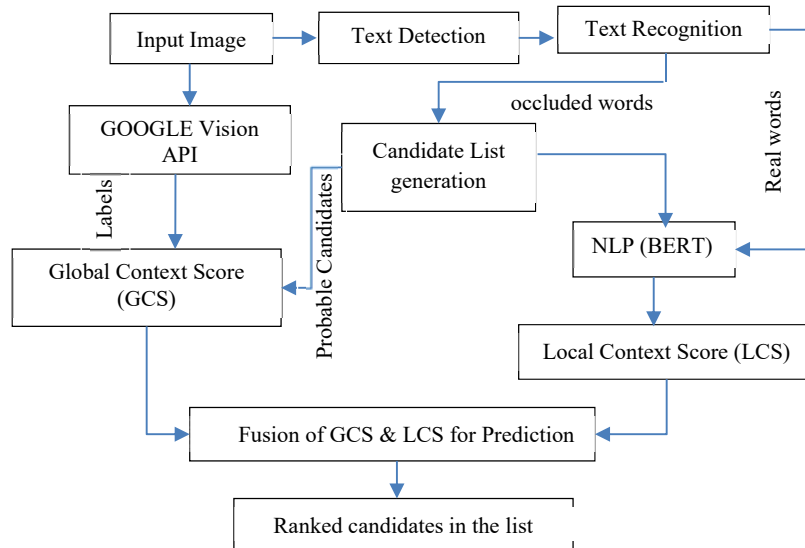 Input Image
Text Detection
Text Recognition
occluded words
Real words
GOOGLE Vision
API
Candidate List
generation
Labels
Probable Candidates
NLP (BERT)
Global Context Score
(GCS)
Local Context Score (LCS)
Fusion of GCS & LCS for Prediction
Ranked candidates in the list